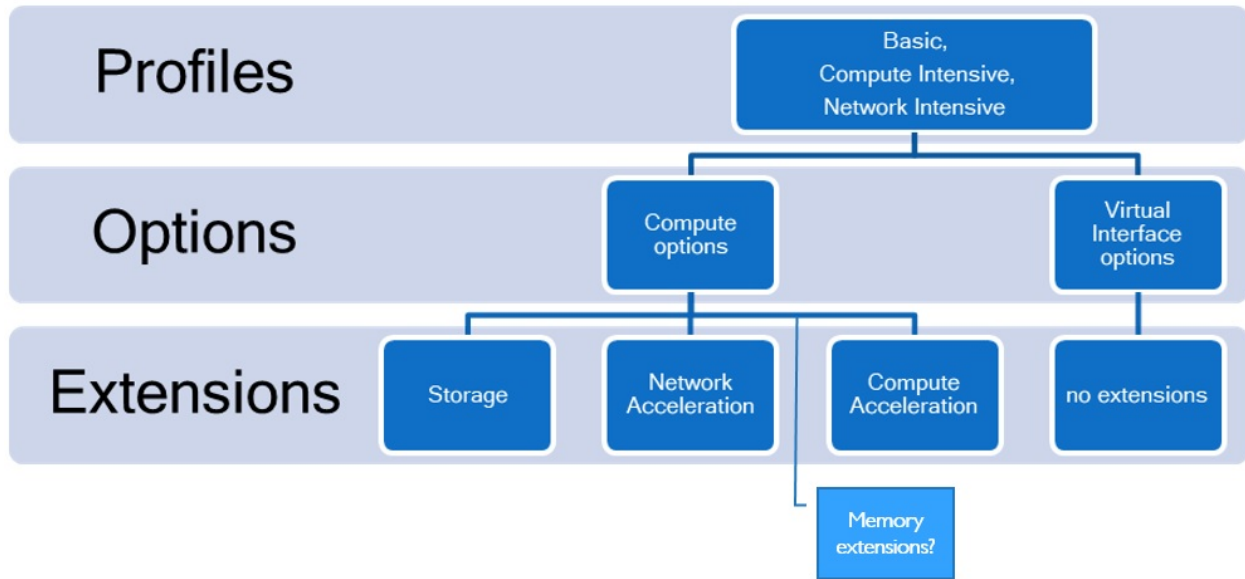 Profiles
Basic,
Compute Intensive,
Network Intensive
Options
Compute
options
Virtual
Interface
options
Extensions
Storage
Network
Acceleration
Compute
Acceleration
no extensions
Memory
extensions?